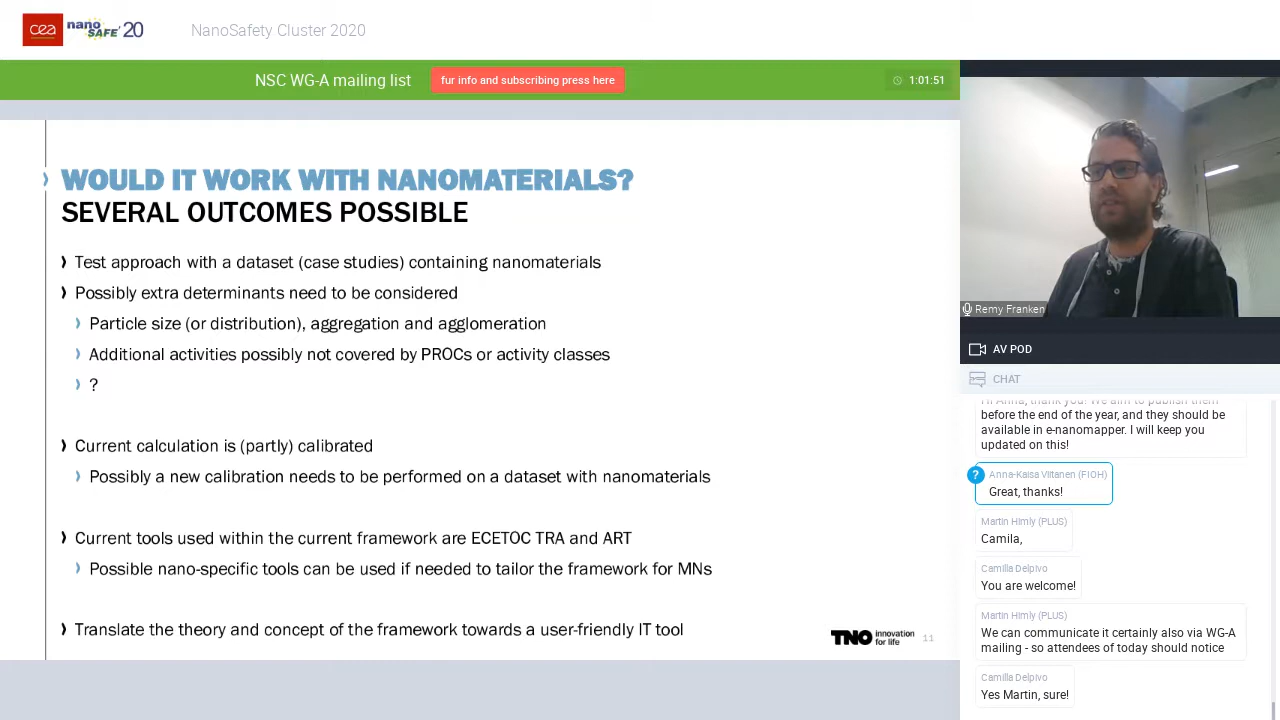 cea nano SAFE'20
NanoSafety Cluster 2020
NSC WG-A mailing list
fur info and subscribing press here
1:01:51
WOULD IT WORK WITH NANOMATERIALS?
SEVERAL OUTCOMES POSSIBLE
Test approach with a dataset (case studies) containing nanomaterials
Possibly extra determinants need to be considered
Particle size (or distribution), aggregation and agglomeration
Additional activities possibly not covered by PROCs or activity classes
?
Current calculation is (partly) calibrated
Possibly a new calibration needs to be performed on a dataset with nanomaterials
Current tools used within the current framework are ECETOC TRA and ART
Possible nano-specific tools can be used if needed to tailor the framework for MNs
Translate the theory and concept of the framework towards a user-friendly IT tool
TNO innovation
for life
11
Remy Franken
AV POD
CHAT
Hi Anna, thank you! We aim to publish them
before the end of the year, and they should be
available in e-nanomapper. I will keep you
updated on this!
?
Anna-Kaisa Viitanen (FIOH)
Great, thanks!
Martin Himly (PLUS)
Camila,
Camilla Delpivo
You are welcome!
Martin Himly (PLUS)
We can communicate it certainly also via WG-A
mailing - so attendees of today should notice
Camilla Delpivo
Yes Martin, sure!